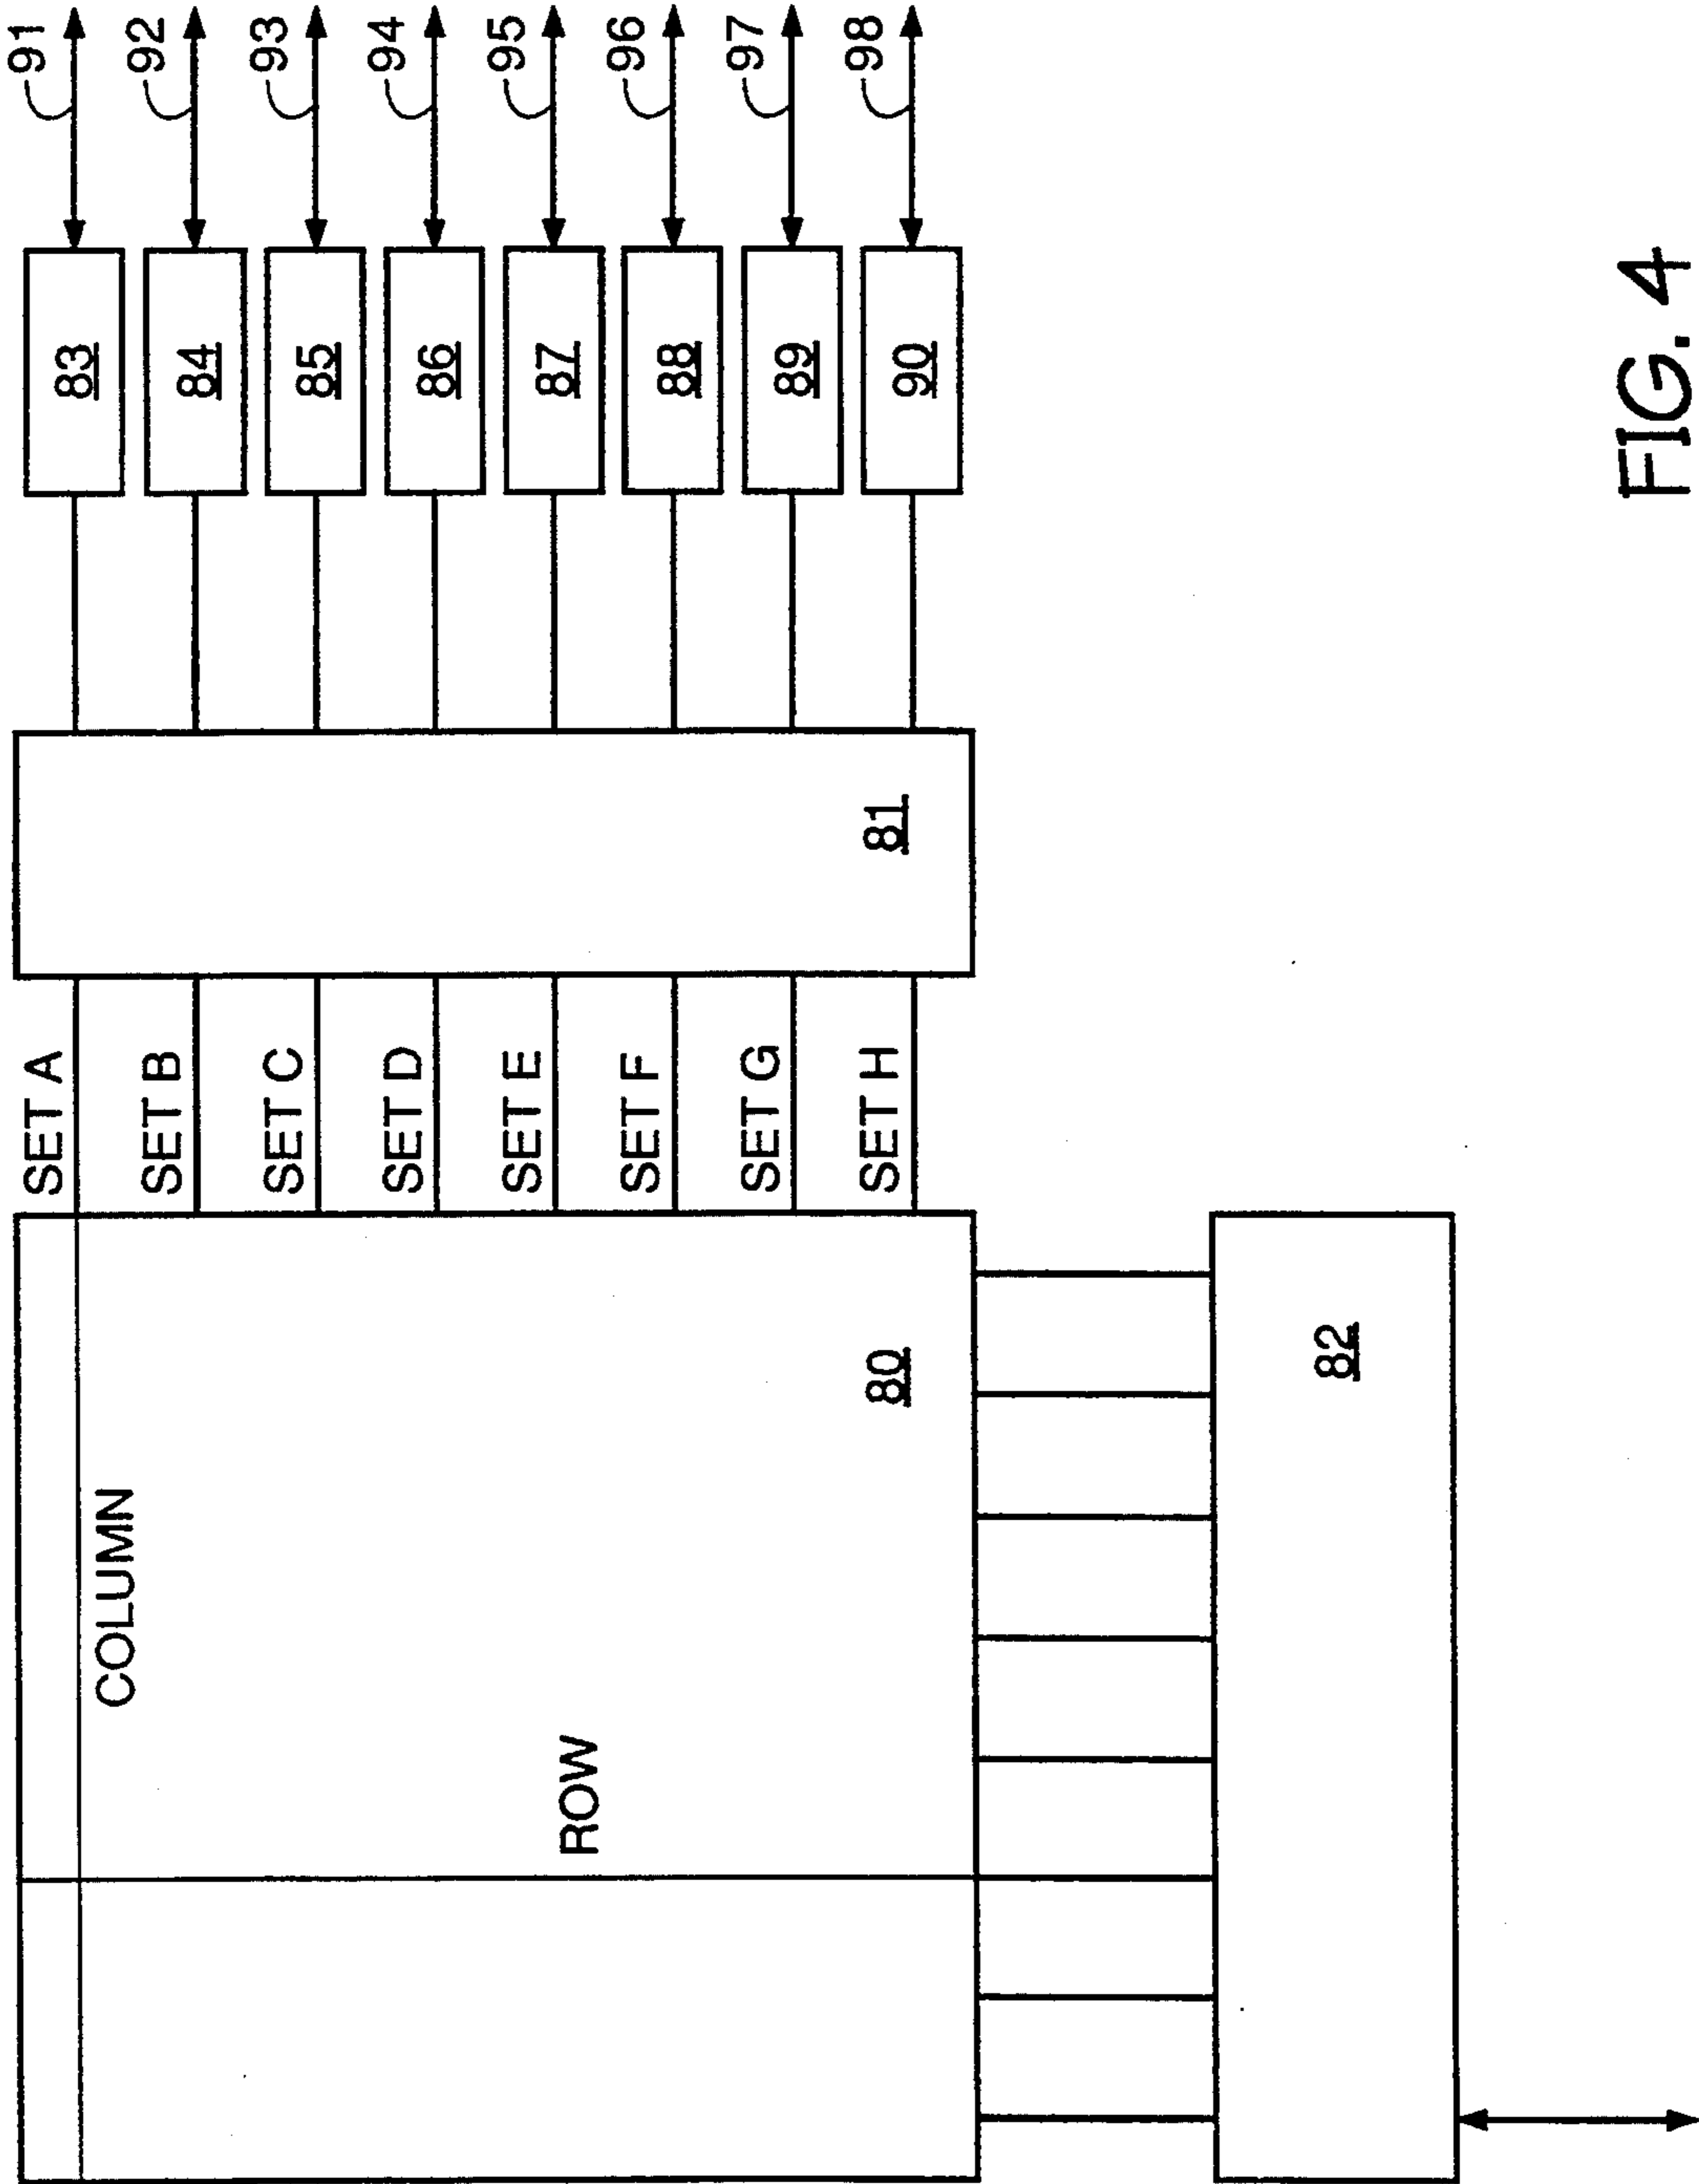 91
92
93
94
95
96
97
98
83
84
85
86
87
88
89
90
81
SET A
SET B
SET C
SET D
SET E
SET F
SET G
SET H
COLUMN
ROW
80
82
FIG. 4